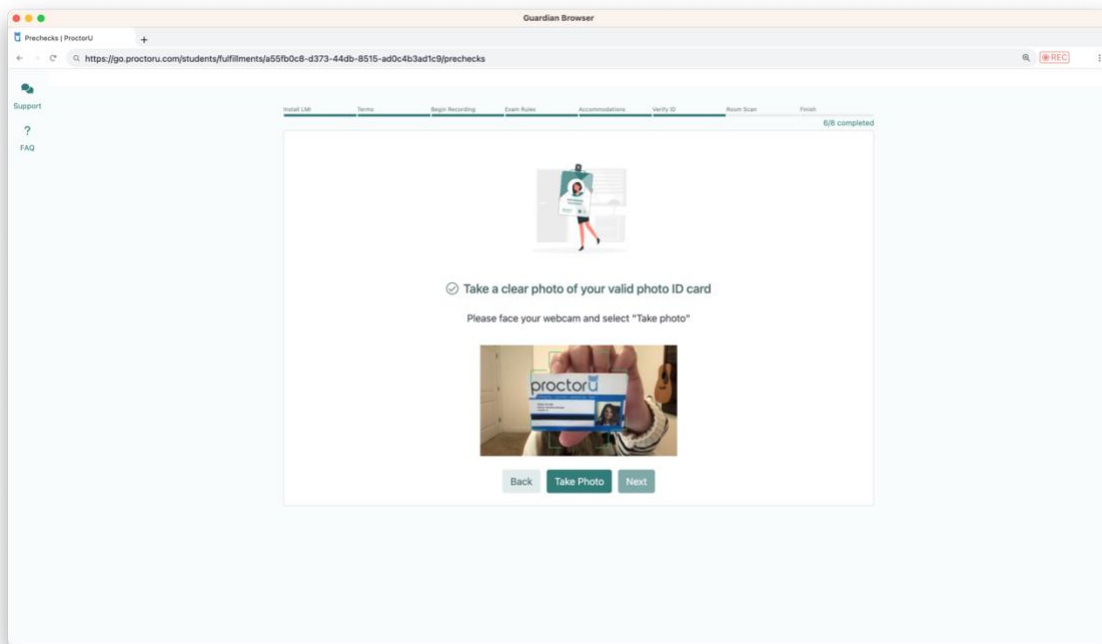 Guardian Browser
Prechecks | ProctorU
https://go.proctoru.com/students/fulfillments/a55fb0c8-d373-44db-8515-ad0c4b3ad1c9/prechecks
REC
Support
?
FAQ
Install LMI Terms Begin Recording Exam Rules Accommodations Verify ID Room Scan Finish
6/8 completed
Take a clear photo of your valid photo ID card
Please face your webcam and select "Take photo"
proctoru
Back Take Photo Next